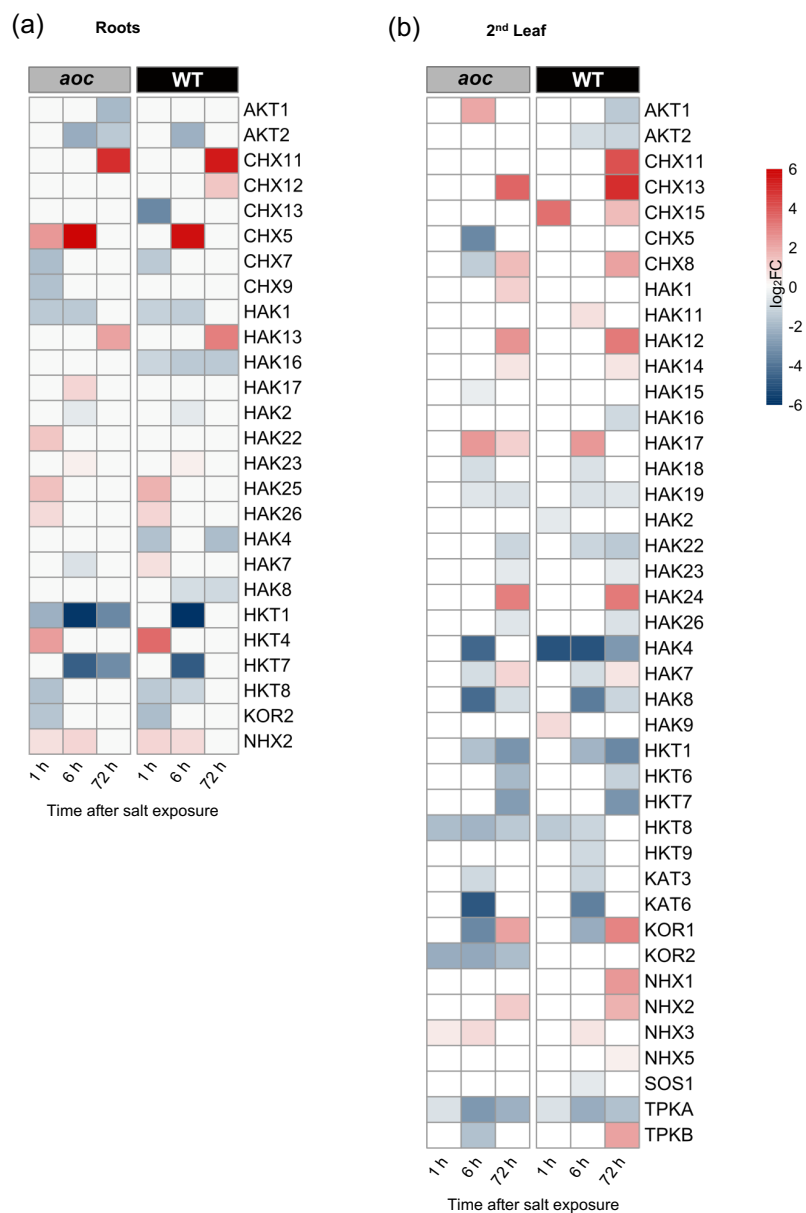 (a)
Roots
aoc
WT
AKT1
AKT2
CHX11
CHX12
CHX13
CHX5
CHX7
CHX9
HAK1
HAK13
HAK16
HAK17
HAK2
HAK22
HAK23
HAK25
HAK26
HAK4
HAK7
HAK8
HKT1
HKT4
HKT7
HKT8
KOR2
NHX2
1 h 6 h 72 h 1 h 6 h 72 h
Time after salt exposure
(b)
2nd Leaf
aoc
WT
AKT1
AKT2
CHX11
CHX13
CHX15
CHX5
CHX8
HAK1
HAK11
HAK12
HAK14
HAK15
HAK16
HAK17
HAK18
HAK19
HAK2
HAK22
HAK23
HAK24
HAK26
HAK4
HAK7
HAK8
HAK9
HKT1
HKT6
HKT7
HKT8
HKT9
KAT3
KAT6
KOR1
KOR2
NHX1
NHX2
NHX3
NHX5
SOS1
TPKA
TPKB
1 h 6 h 72 h 1 h 6 h 72 h
Time after salt exposure
log₂FC
6
4
2
0
-2
-4
-6